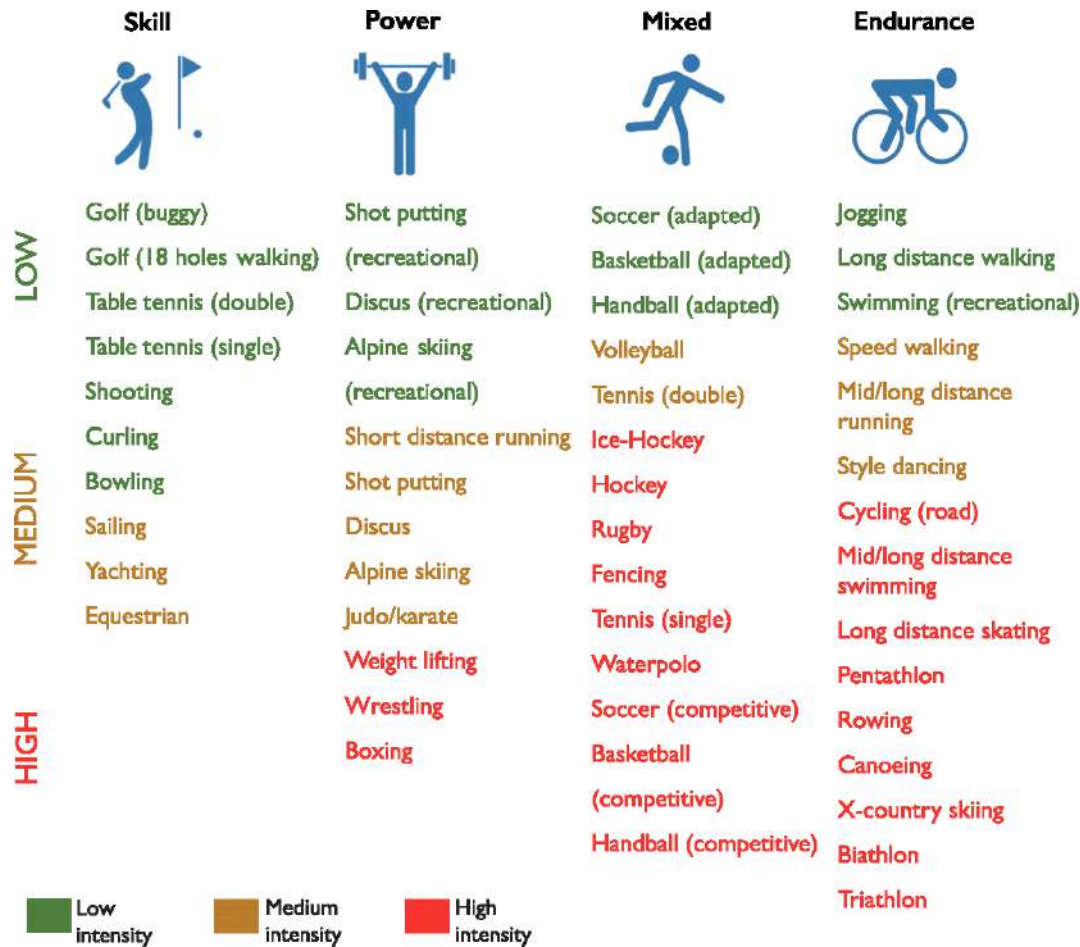 Skill
Power
Mixed
Endurance
LOW
MEDIUM
HIGH
Golf (buggy)
Golf (18 holes walking)
Table tennis (double)
Table tennis (single)
Shooting
Curling
Bowling
Sailing
Yachting
Equestrian
Shot putting
(recreational)
Discus (recreational)
Alpine skiing
(recreational)
Short distance running
Shot putting
Discus
Alpine skiing
Judo/karate
Weight lifting
Wrestling
Boxing
Soccer (adapted)
Basketball (adapted)
Handball (adapted)
Volleyball
Tennis (double)
Ice-Hockey
Hockey
Rugby
Fencing
Tennis (single)
Waterpolo
Soccer (competitive)
Basketball
(competitive)
Handball (competitive)
Jogging
Long distance walking
Swimming (recreational)
Speed walking
Mid/long distance
running
Style dancing
Cycling (road)
Mid/long distance
swimming
Long distance skating
Pentathlon
Rowing
Canoeing
X-country skiing
Biathlon
Triathlon
Low
intensity
Medium
intensity
High
intensity